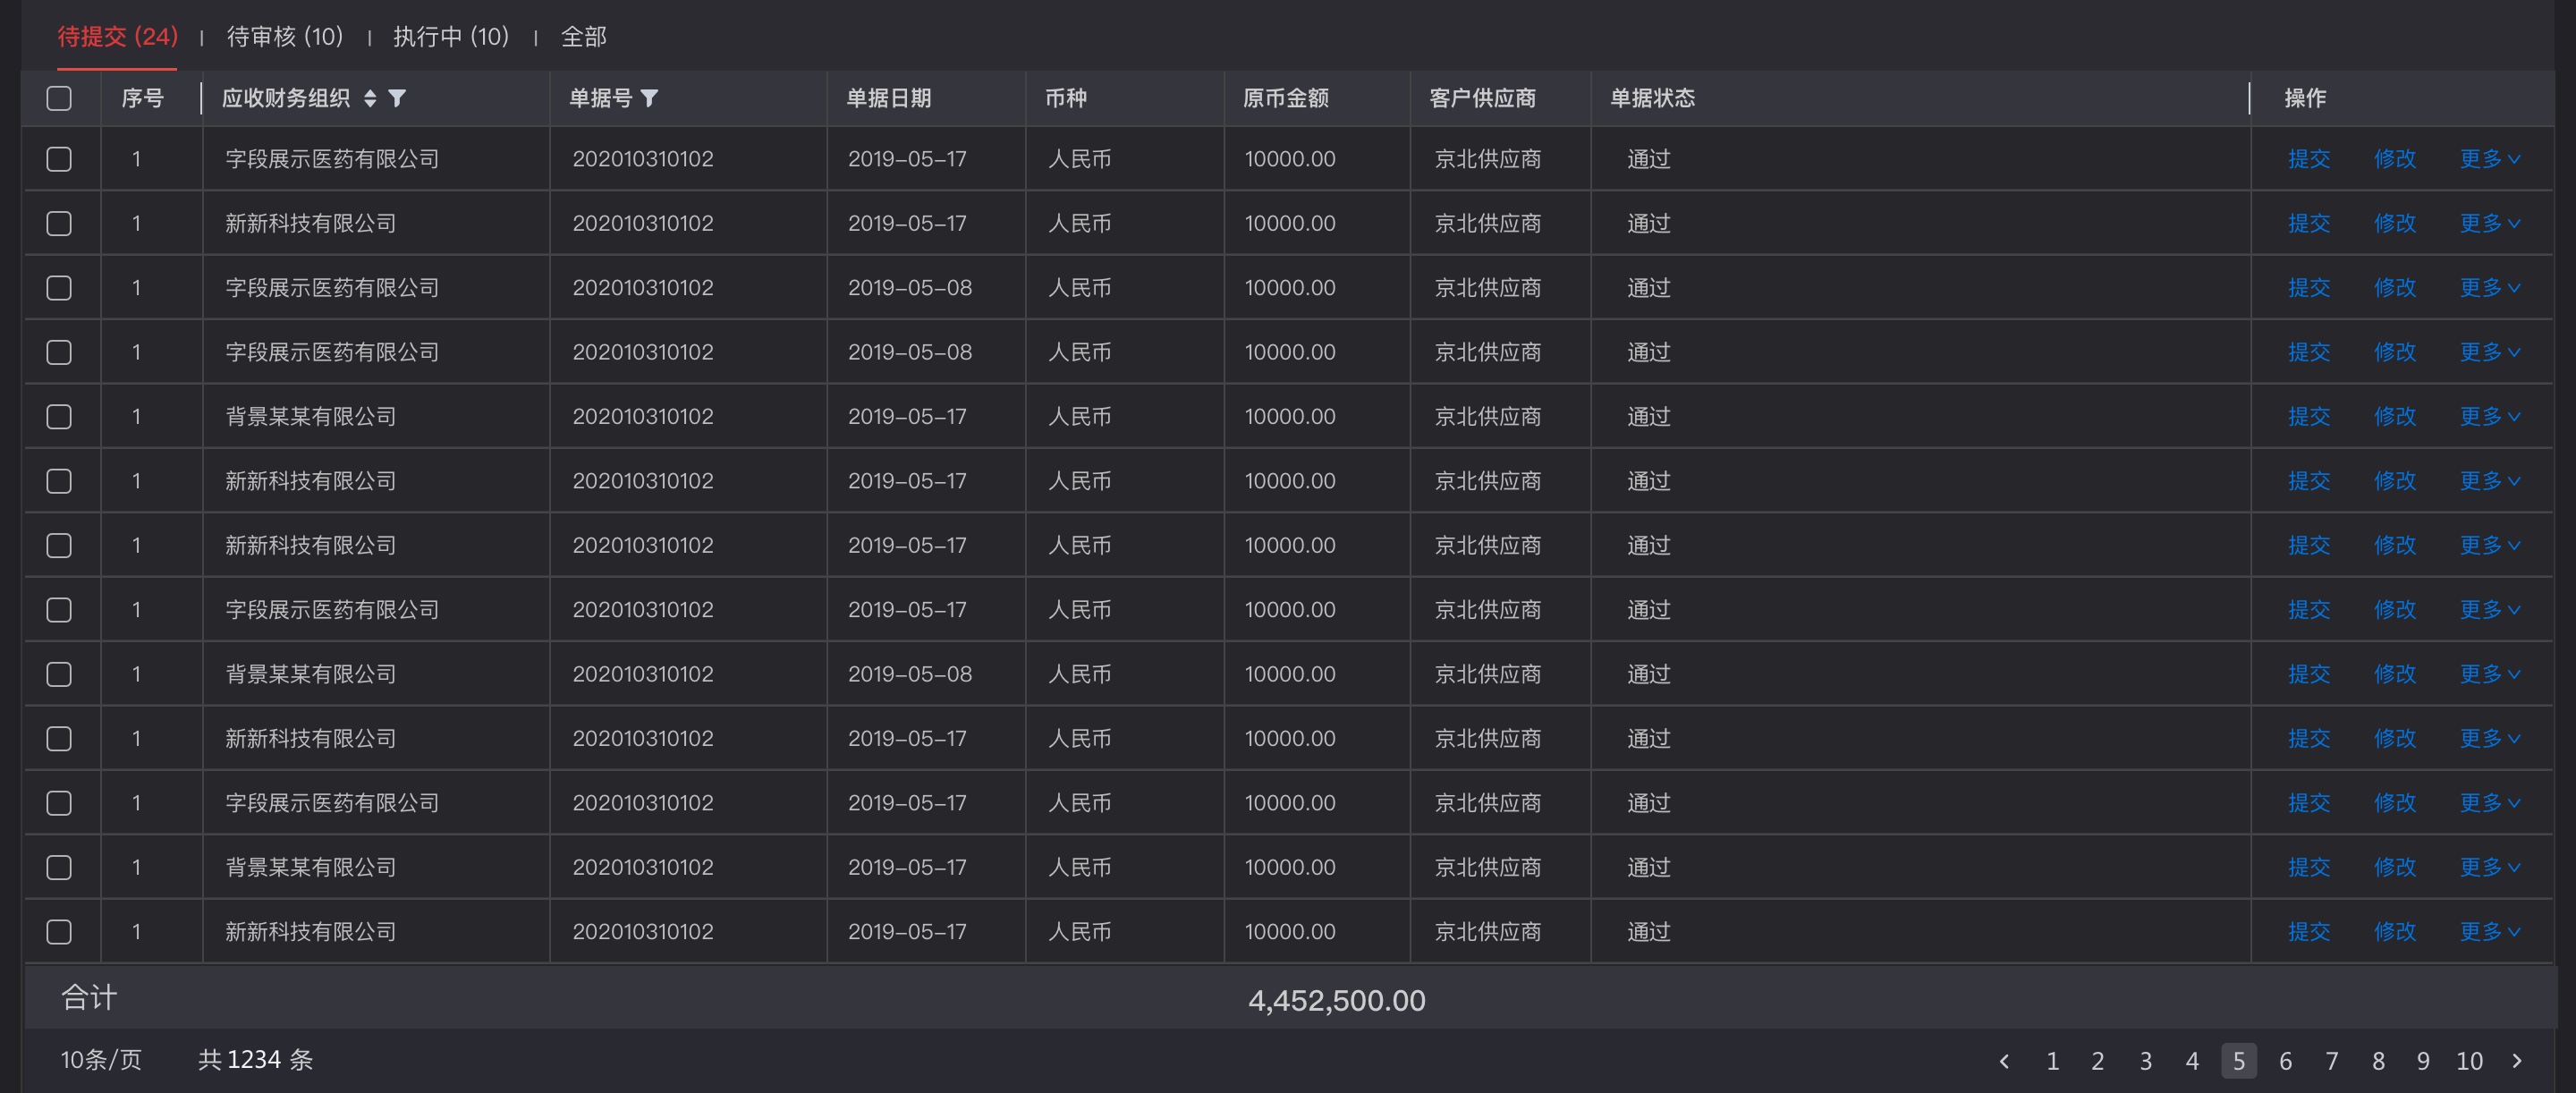 待提交 (24) | 待审核 (10) | 执行中 (10) | 全部
序号 应收财务组织 单据号 单据日期 币种 原币金额 客户供应商 单据状态 操作
1 字段展示医药有限公司 202010310102 2019-05-17 人民币 10000.00 京北供应商 通过 提交 修改 更多
1 新新科技有限公司 202010310102 2019-05-17 人民币 10000.00 京北供应商 通过 提交 修改 更多
1 字段展示医药有限公司 202010310102 2019-05-08 人民币 10000.00 京北供应商 通过 提交 修改 更多
1 字段展示医药有限公司 202010310102 2019-05-08 人民币 10000.00 京北供应商 通过 提交 修改 更多
1 背景某某有限公司 202010310102 2019-05-17 人民币 10000.00 京北供应商 通过 提交 修改 更多
1 新新科技有限公司 202010310102 2019-05-17 人民币 10000.00 京北供应商 通过 提交 修改 更多
1 新新科技有限公司 202010310102 2019-05-17 人民币 10000.00 京北供应商 通过 提交 修改 更多
1 字段展示医药有限公司 202010310102 2019-05-17 人民币 10000.00 京北供应商 通过 提交 修改 更多
1 背景某某有限公司 202010310102 2019-05-08 人民币 10000.00 京北供应商 通过 提交 修改 更多
1 新新科技有限公司 202010310102 2019-05-17 人民币 10000.00 京北供应商 通过 提交 修改 更多
1 字段展示医药有限公司 202010310102 2019-05-17 人民币 10000.00 京北供应商 通过 提交 修改 更多
1 背景某某有限公司 202010310102 2019-05-17 人民币 10000.00 京北供应商 通过 提交 修改 更多
1 新新科技有限公司 202010310102 2019-05-17 人民币 10000.00 京北供应商 通过 提交 修改 更多
合计 4,452,500.00
10条/页 共 1234 条 1 2 3 4 5 6 7 8 9 10